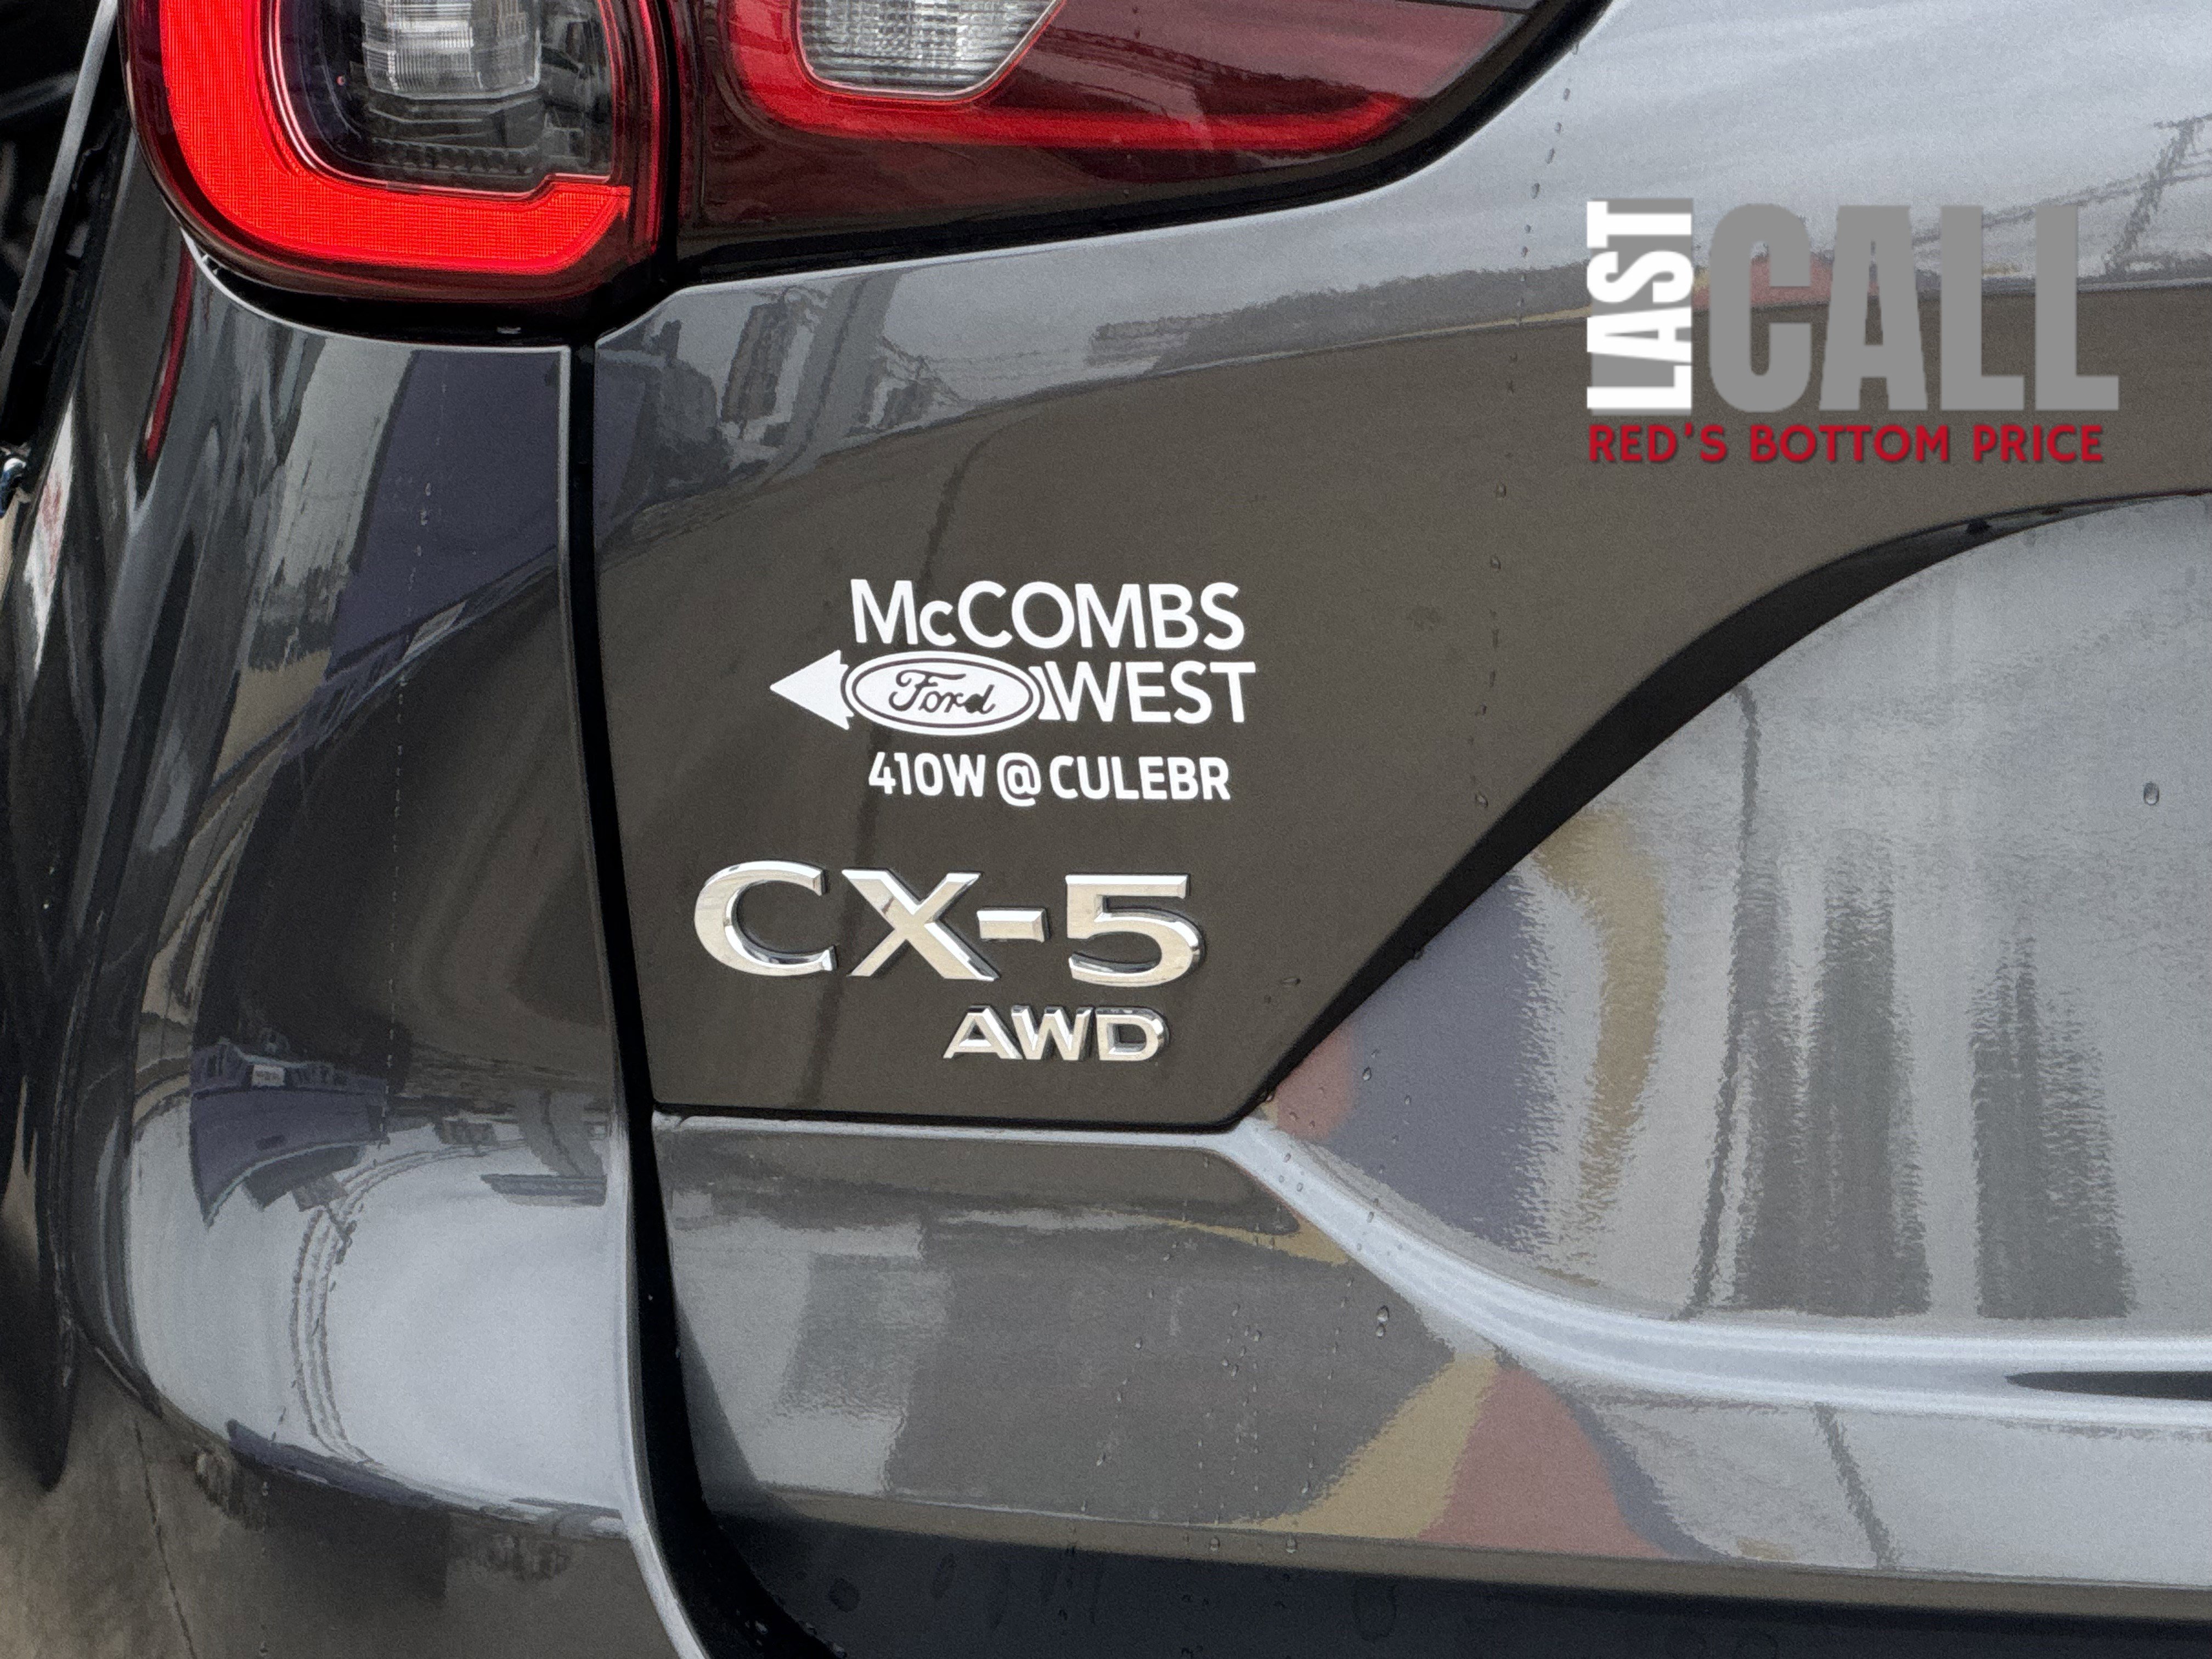 LAST CALL
RED'S BOTTOM PRICE
McCOMBS
Ford WEST
410W @ CULEBR
CX-5
AWD